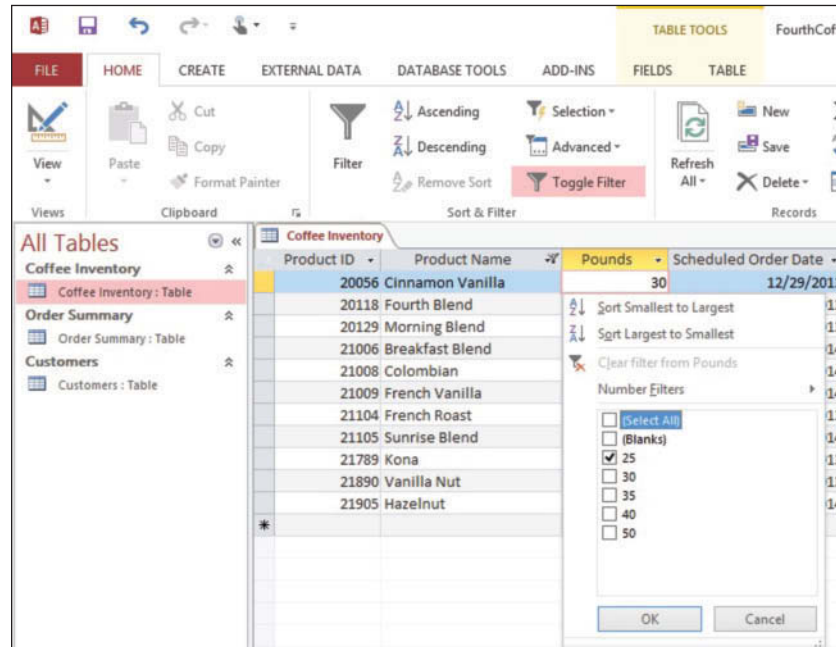 TABLE TOOLS FourthCof
FILE HOME CREATE EXTERNAL DATA DATABASE TOOLS ADD-INS FIELDS TABLE
View
Views
Paste
Cut
Copy
Format Painter
Clipboard
Filter
Ascending
Descending
Remove Sort
Selection
Advanced
Toggle Filter
Sort & Filter
Refresh
All
New
Save
Delete
Records
All Tables
Coffee Inventory
Coffee Inventory : Table
Order Summary
Order Summary : Table
Customers
Customers : Table
Coffee Inventory
Product ID Product Name Pounds Scheduled Order Date
20056 Cinnamon Vanilla 30 12/29/201
20118 Fourth Blend
20129 Morning Blend
21006 Breakfast Blend
21008 Colombian
21009 French Vanilla
21104 French Roast
21105 Sunrise Blend
21789 Kona
21890 Vanilla Nut
21905 Hazelnut
Sort Smallest to Largest
Sort Largest to Smallest
Clear filter from Pounds
Number Filters
(Select All)
(Blanks)
25
30
35
40
50
OK Cancel